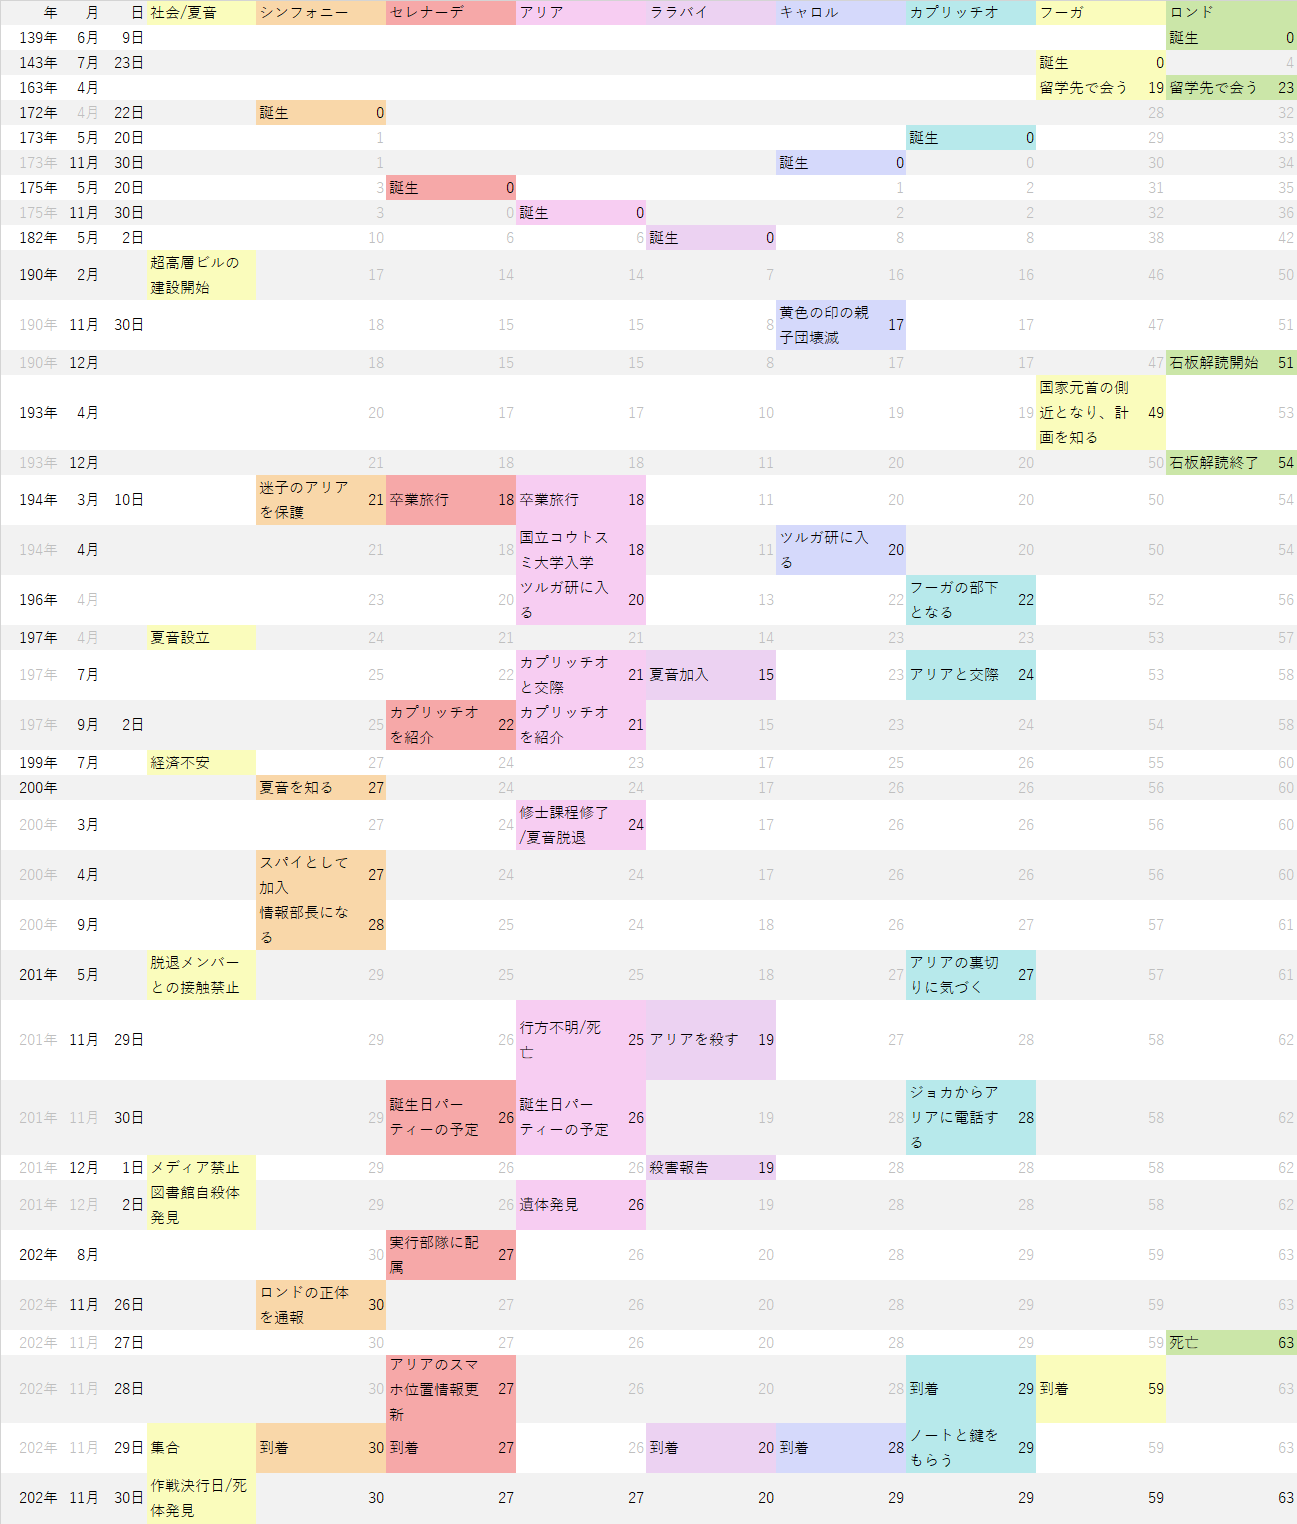 年 月 日 社会/夏音 シンフォニー セレナーデ アリア ララバイ キャロル カプリッチオ フーガ ロンド
139年 6月 9日 誕生 0
143年 7月 23日 誕生 0 4
163年 4月 留学先で会う 19 留学先で会う 23
172年 4月 22日 誕生 0 28 32
173年 5月 20日 1 誕生 0 29 33
173年 11月 30日 1 誕生 0 0 30 34
175年 5月 20日 3 誕生 0 1 2 31 35
175年 11月 30日 3 0 誕生 0 2 2 32 36
182年 5月 2日 10 6 6 誕生 0 8 8 38 42
190年 2月 超高層ビルの建設開始 17 14 14 7 16 16 46 50
190年 11月 30日 18 15 15 8 黄色の印の親子団壊滅 17 17 47 51
190年 12月 18 15 15 8 17 17 47 石板解読開始 51
193年 4月 20 17 17 10 19 19 国家元首の側近となり、計画を知る 49 53
193年 12月 21 18 18 11 20 20 50 石板解読終了 54
194年 3月 10日 迷子のアリアを保護 21 卒業旅行 18 卒業旅行 18 11 20 20 50 54
194年 4月 21 18 国立コウトスミ大学入学 18 11 ツルガ研に入る 20 20 50 54
196年 4月 23 20 ツルガ研に入る 20 13 22 フーガの部下となる 22 52 56
197年 4月 夏音設立 24 21 21 14 23 23 53 57
197年 7月 25 22 カプリッチオと交際 21 夏音加入 15 23 アリアと交際 24 53 58
197年 9月 2日 25 カプリッチオを紹介 22 カプリッチオを紹介 21 15 23 24 54 58
199年 7月 経済不安 27 24 23 17 25 26 55 60
200年 夏音を知る 27 24 24 17 26 26 56 60
200年 3月 27 24 修士課程修了/夏音脱退 24 17 26 26 56 60
200年 4月 スパイとして加入 27 24 24 17 26 26 56 60
200年 9月 情報部長になる 28 25 24 18 26 27 57 61
201年 5月 脱退メンバーとの接触禁止 29 25 25 18 27 アリアの裏切りに気づく 27 57 61
201年 11月 29日 29 26 行方不明/死亡 25 アリアを殺す 19 27 28 58 62
201年 11月 30日 29 誕生日パーティーの予定 26 誕生日パーティーの予定 26 19 28 ジョカからアリアに電話する 28 58 62
201年 12月 1日 メディア禁止 29 26 26 殺害報告 19 28 28 58 62
201年 12月 2日 図書館自殺体発見 29 26 遺体発見 26 19 28 28 58 62
202年 8月 30 実行部隊に配属 27 26 20 28 29 59 63
202年 11月 26日 ロンドの正体を通報 30 27 26 20 28 29 59 63
202年 11月 27日 30 27 26 20 28 29 59 死亡 63
202年 11月 28日 30 アリアのスマホ位置情報更新 27 26 20 28 到着 29 到着 59 63
202年 11月 29日 集合 到着 30 到着 27 26 到着 20 到着 28 ノートと鍵をもらう 29 59 63
202年 11月 30日 作戦決行日/死体発見 30 27 27 20 29 29 59 63